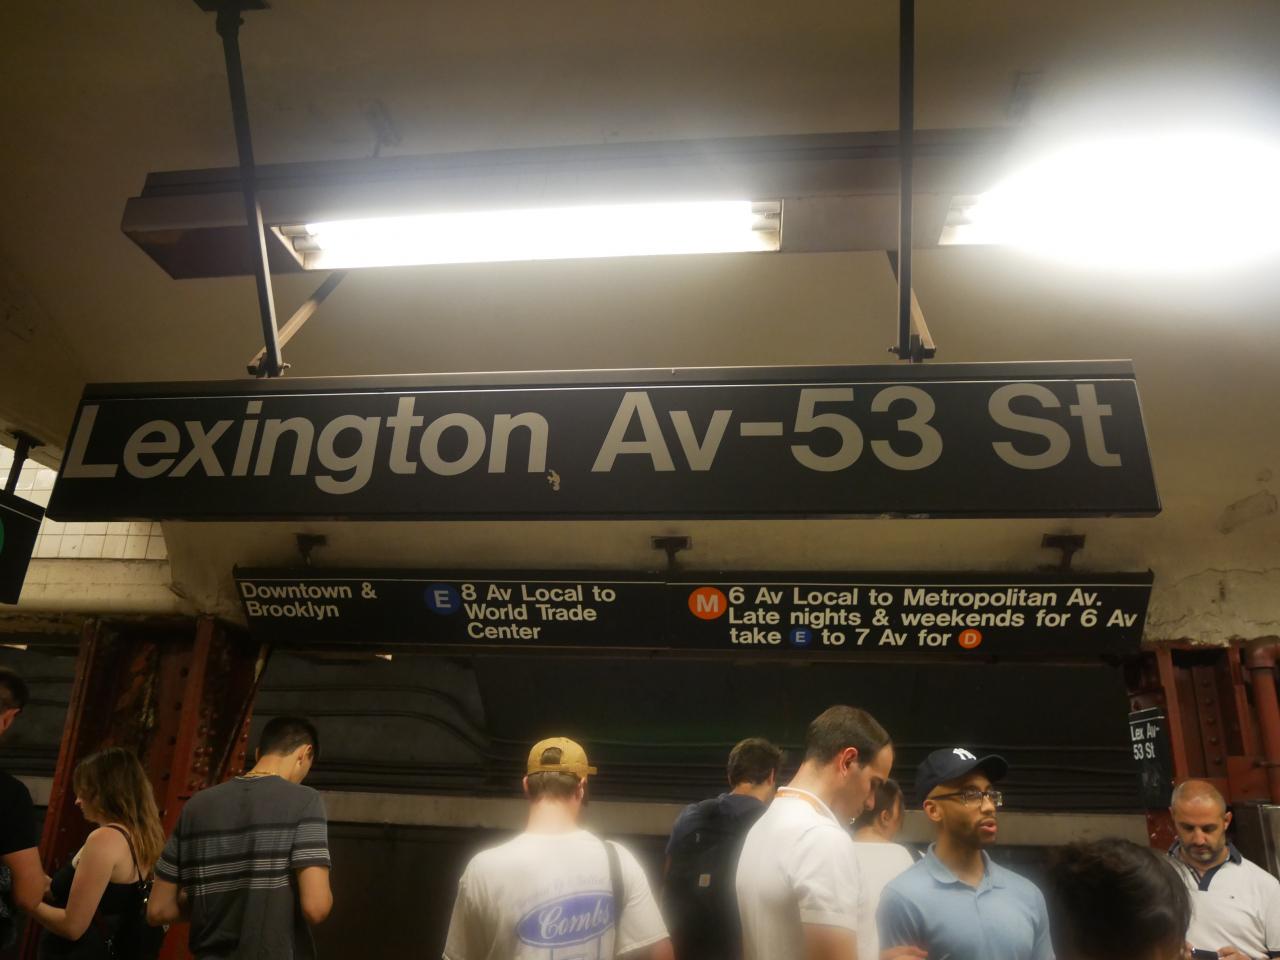 Lexington Av-53 St
Downtown &
Brooklyn
E 8 Av Local to
World Trade
Center
M 6 Av Local to Metropolitan Av.
Late nights & weekends for 6 Av
take E to 7 Av for D
Lex Av-
53 St
NY
Combs